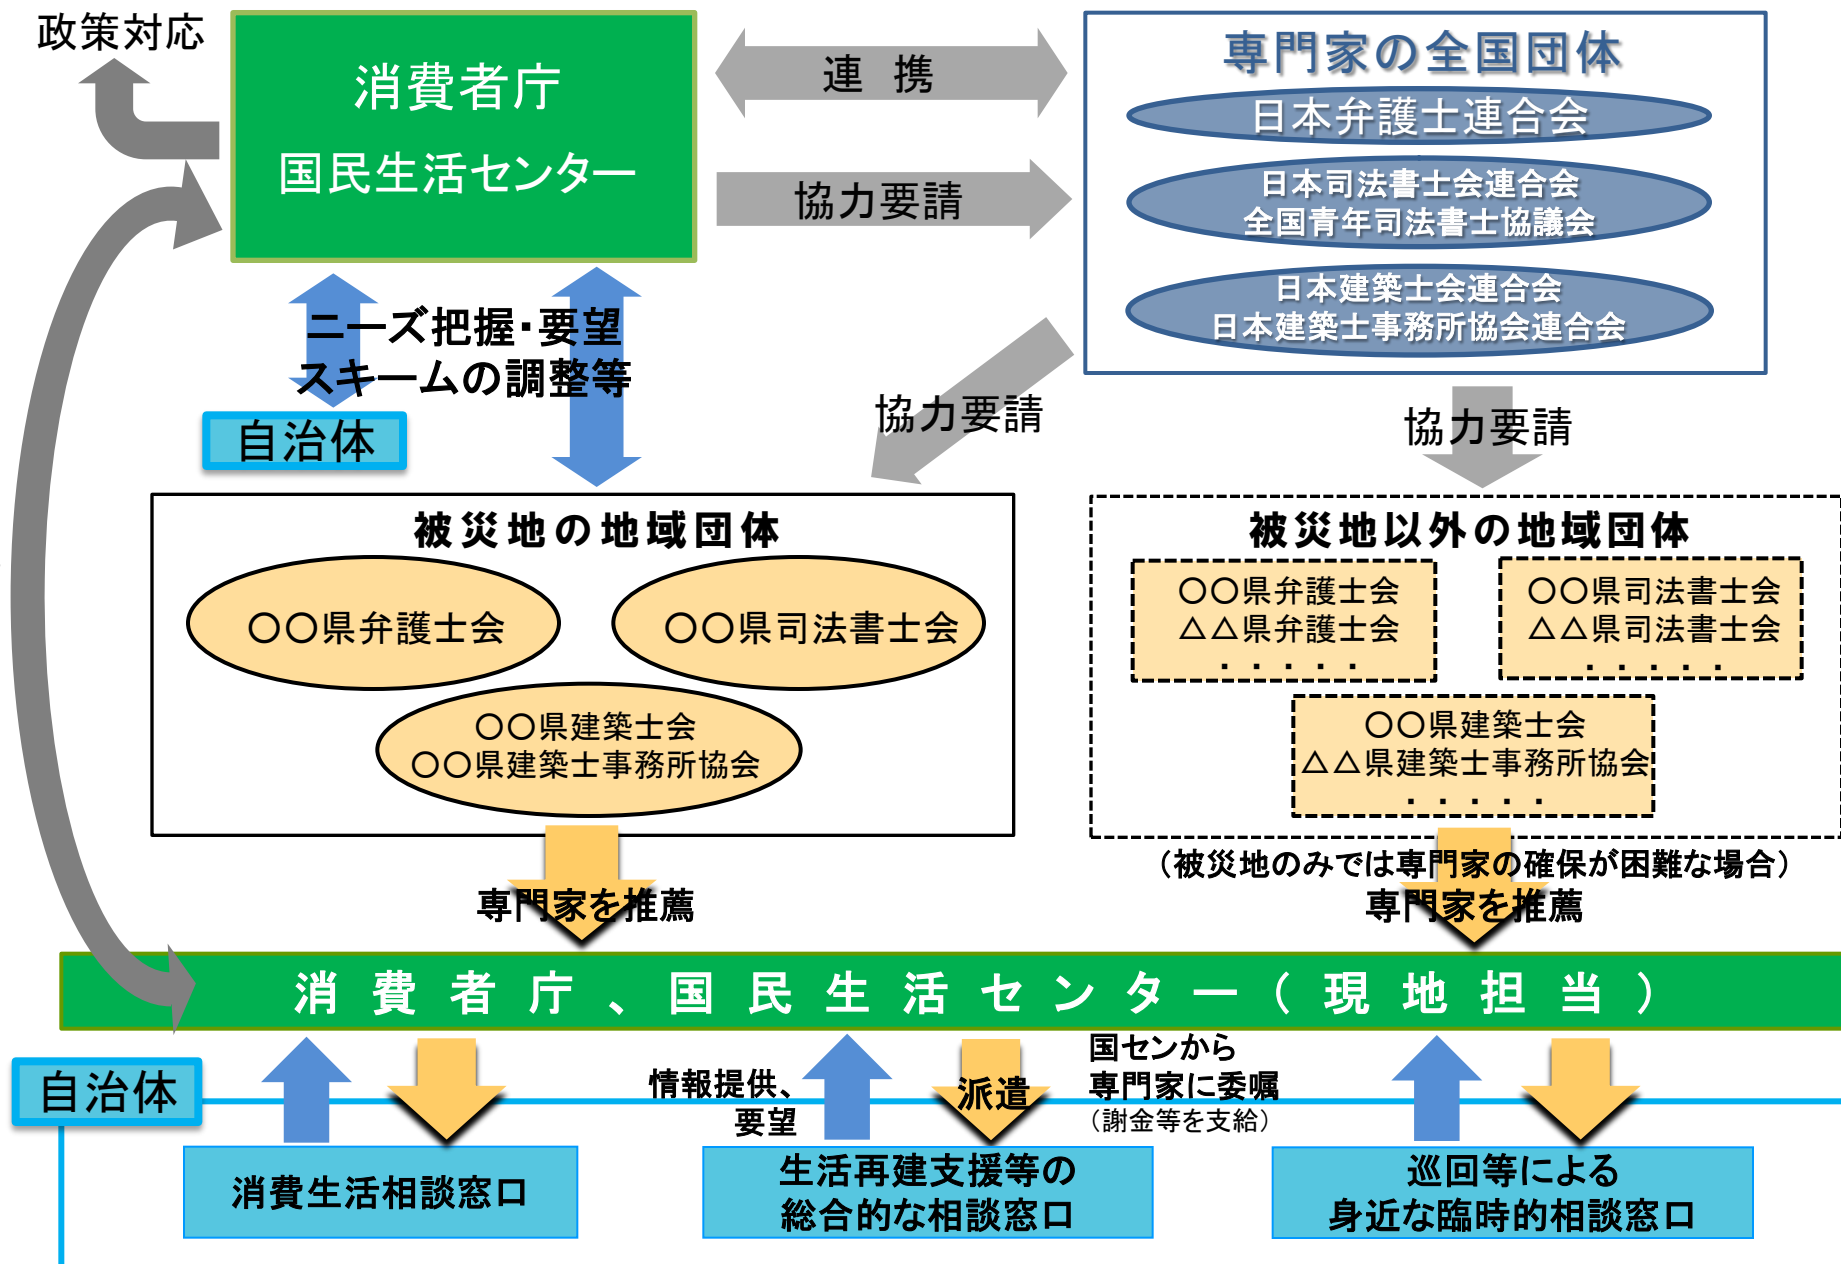 政策対応
消費者庁
国民生活センター
連　携
協力要請
専門家の全国団体
日本弁護士連合会
日本司法書士会連合会
全国青年司法書士協議会
日本建築士会連合会
日本建築士事務所協会連合会
ニーズ把握・要望
スキームの調整等
自治体
協力要請
協力要請
被災地の地域団体
○○県弁護士会
○○県司法書士会
○○県建築士会
○○県建築士事務所協会
被災地以外の地域団体
○○県弁護士会
△△県弁護士会
・・・・・
○○県司法書士会
△△県司法書士会
・・・・・
○○県建築士会
△△県建築士事務所協会
・・・・・
専門家を推薦
（被災地のみでは専門家の確保が困難な場合）
専門家を推薦
消費者庁、国民生活センター（現地担当）
自治体
情報提供、
要望
派遣
国センから
専門家に委嘱
（謝金等を支給）
消費生活相談窓口
生活再建支援等の
総合的な相談窓口
巡回等による
身近な臨時的相談窓口